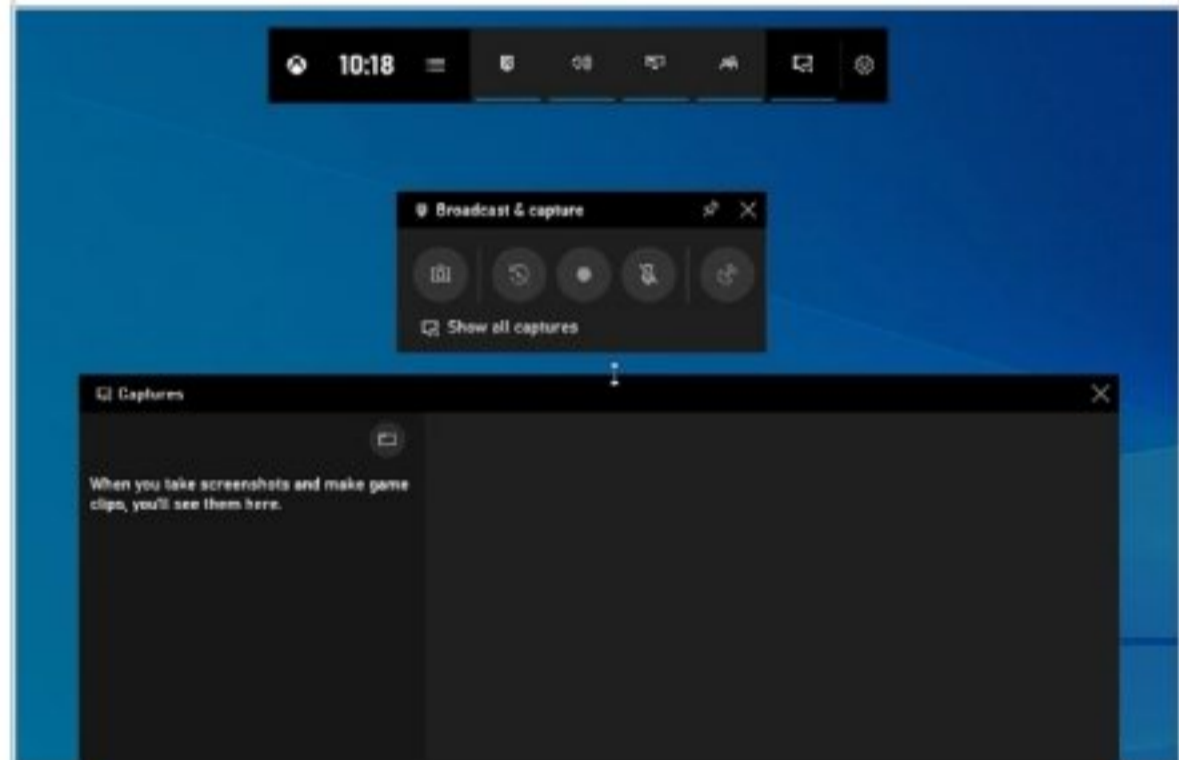 10:18
Broadcast & capture
Show all captures
Captures
When you take screenshots and make game
clips, you'll see them here.